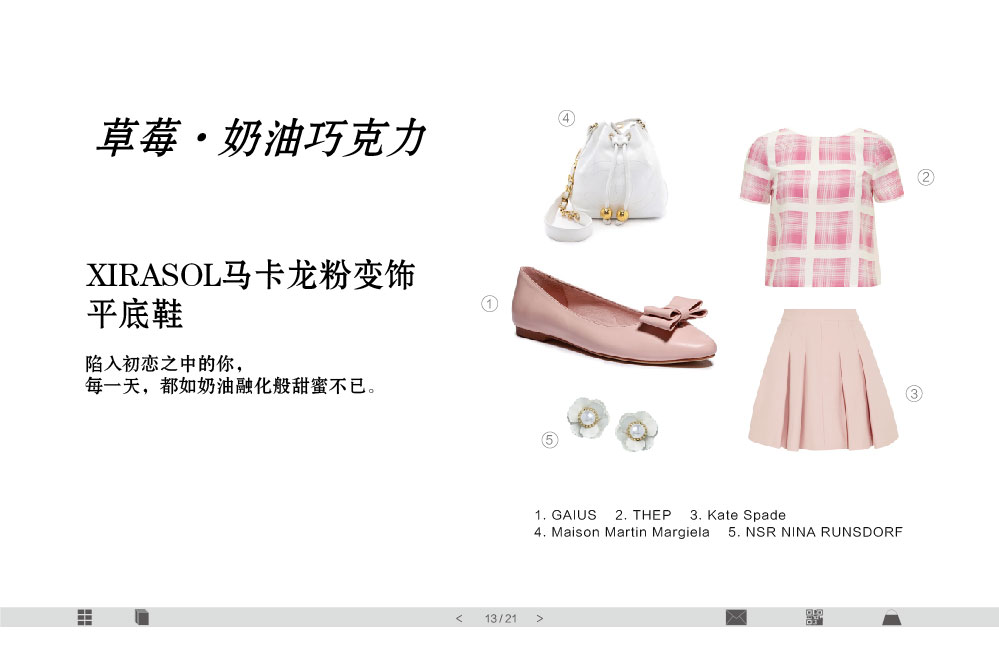 草莓·奶油巧克力
XIRASOL马卡龙粉变饰
平底鞋
陷入初恋之中的你，
每一天，都如奶油融化般甜蜜不已。
④
②
①
③
⑤
1. GAIUS 2. THEP 3. Kate Spade
4. Maison Martin Margiela 5. NSR NINA RUNSDORF
< 13/21 >